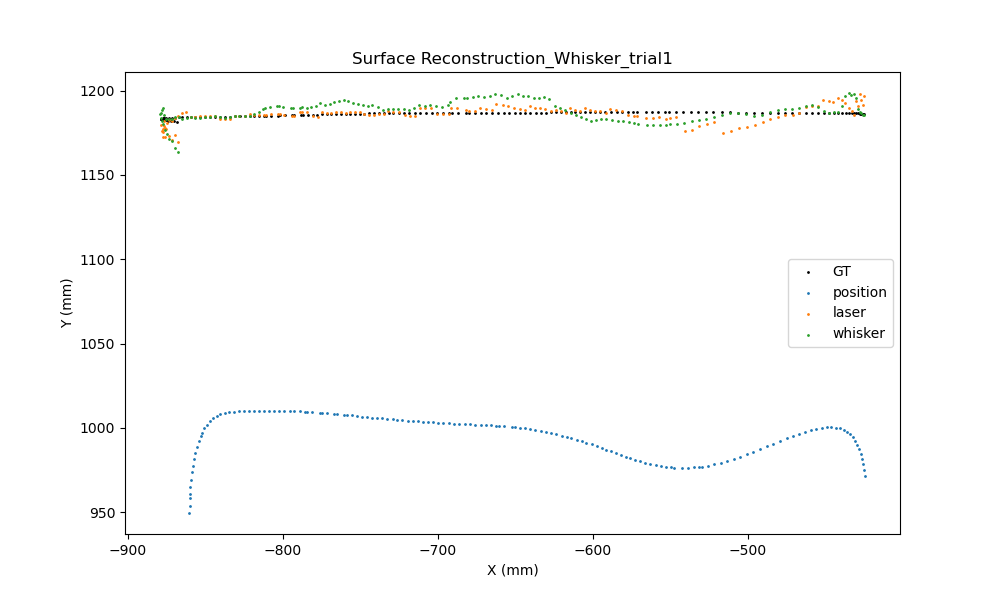 Surface Reconstruction_Whisker_trial1
1200
1150
1100
1050
1000
950
Y (mm)
GT
position
laser
whisker
−900
−800
−700
−600
−500
X (mm)